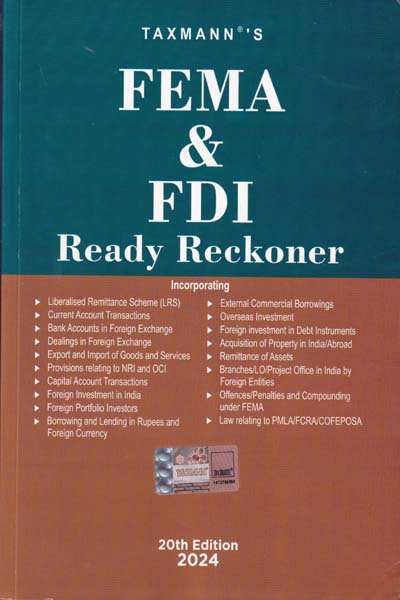 TAXMANN®'S
FEMA
&
FDI
Ready Reckoner
Incorporating
Liberalised Remittance Scheme (LRS)
Current Account Transactions
Bank Accounts in Foreign Exchange
Dealings in Foreign Exchange
Export and Import of Goods and Services
Provisions relating to NRI and OCI
Capital Account Transactions
Foreign Investment in India
Foreign Portfolio Investors
Borrowing and Lending in Rupees and
Foreign Currency
External Commercial Borrowings
Overseas Investment
Foreign investment in Debt Instruments
Acquisition of Property in India/Abroad
Remittance of Assets
Branches/LO/Project Office in India by
Foreign Entities
Offences/Penalties and Compounding
under FEMA
Law relating to PMLA/FCRA/COFEPOSA
TAXMANN®
20th Edition
2024